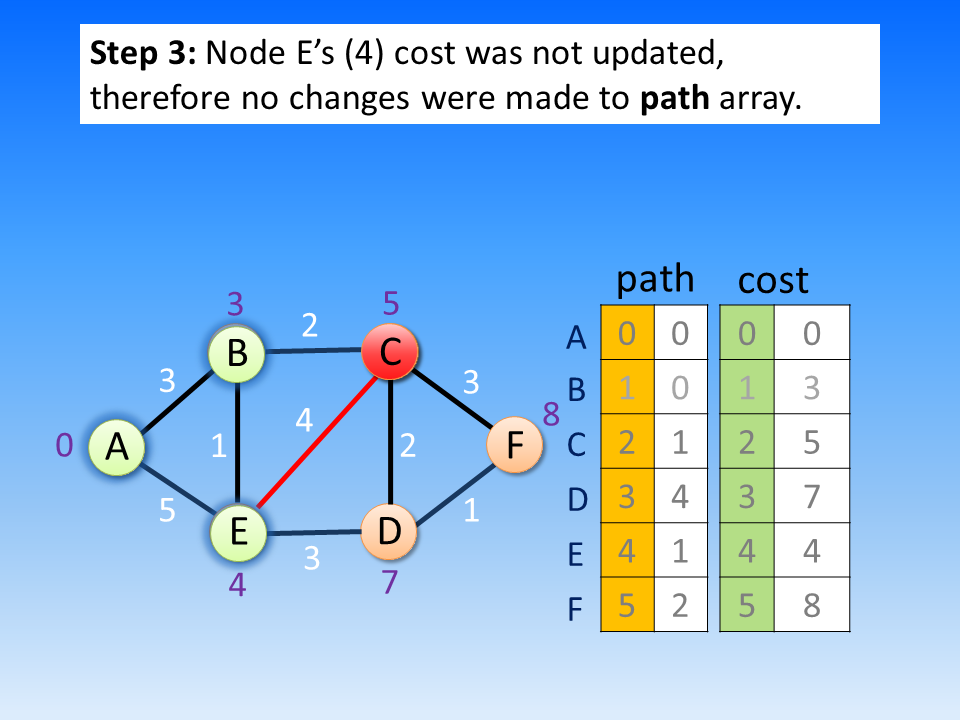 Step 3: Node E’s (4) cost was not updated,
therefore no changes were made to path array.
path cost
3 5
2
B C
3 3
4 8
0 A 1 2 F
5 1
E D
3
4 7
A 0 0 0 0
B 1 0 1 3
C 2 1 2 5
D 3 4 3 7
E 4 1 4 4
F 5 2 5 8